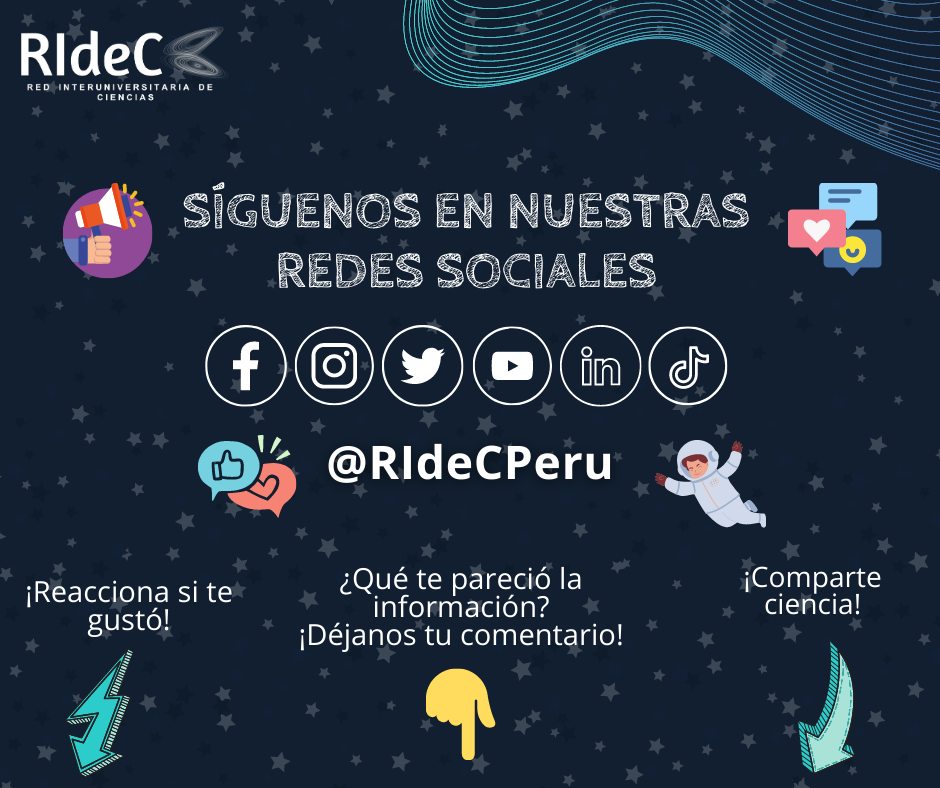 RIdeC
RED INTERUNIVERSITARIA DE
CIENCIAS
SÍGUENOS EN NUESTRAS
REDES SOCIALES
@RIdeCPeru
¡Reacciona si te
gustó!
¿Qué te pareció la
información?
¡Déjanos tu comentario!
¡Comparte
ciencia!